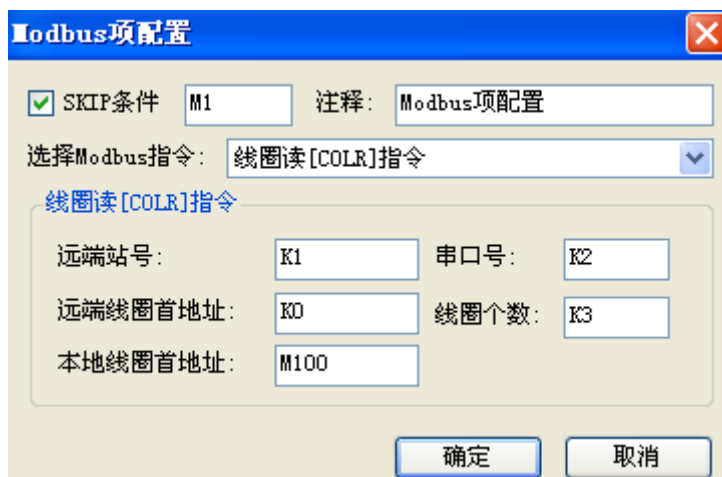 Modbus项配置
SKIP条件 M1 注释: Modbus项配置
选择Modbus指令: 线圈读[COLR]指令
线圈读[COLR]指令
远端站号: K1 串口号: K2
远端线圈首地址: K0 线圈个数: K3
本地线圈首地址: M100
确定 取消